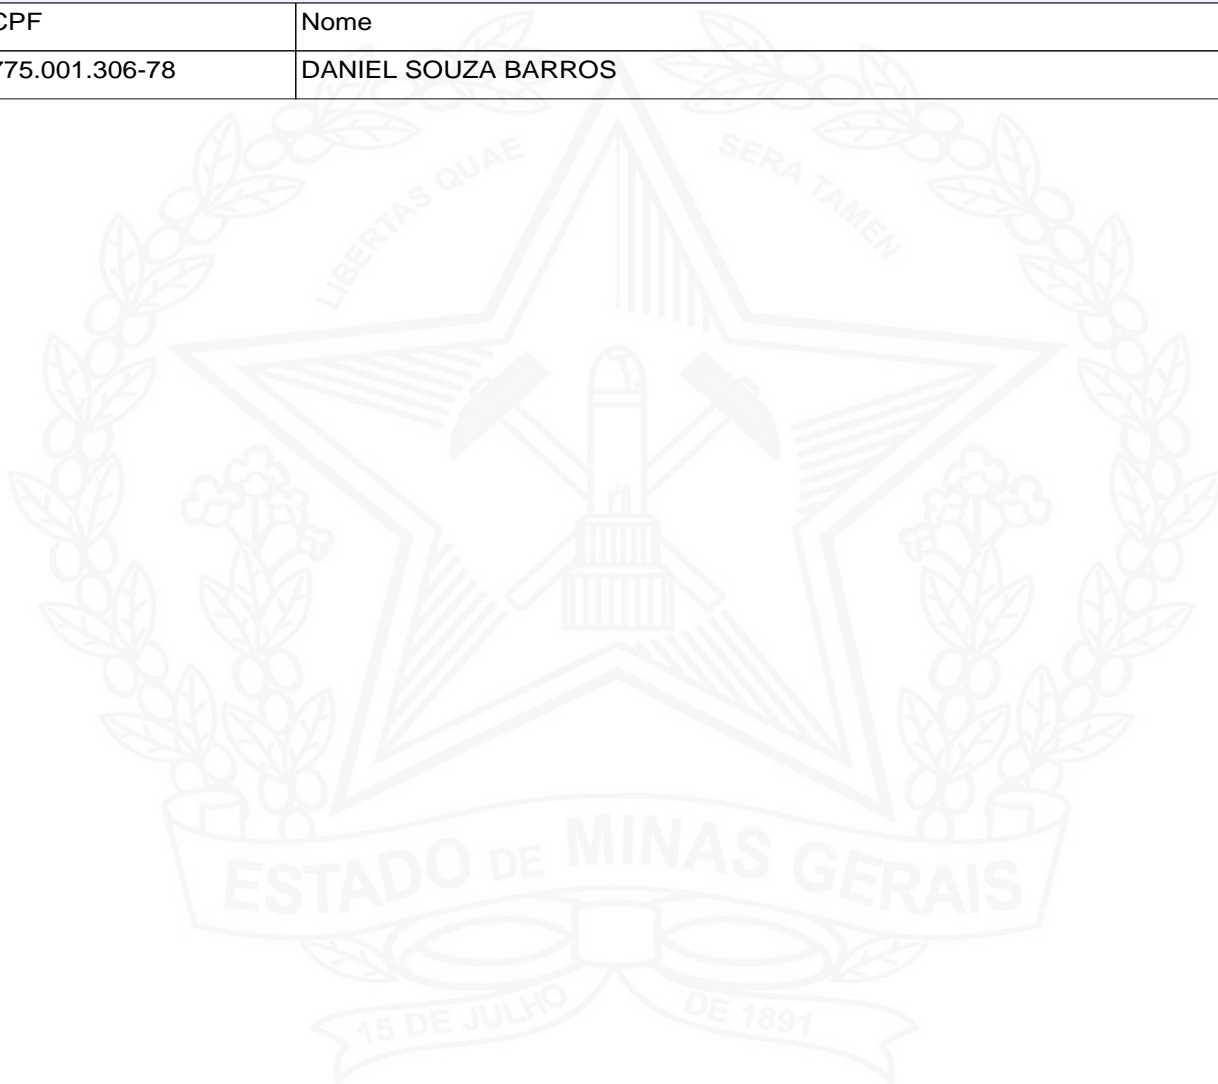 CPF Nome
775.001.306-78 DANIEL SOUZA BARROS
LIBERTAS QUAE SERA TAMEN
ESTADO DE MINAS GERAIS
15 DE JULHO DE 1891